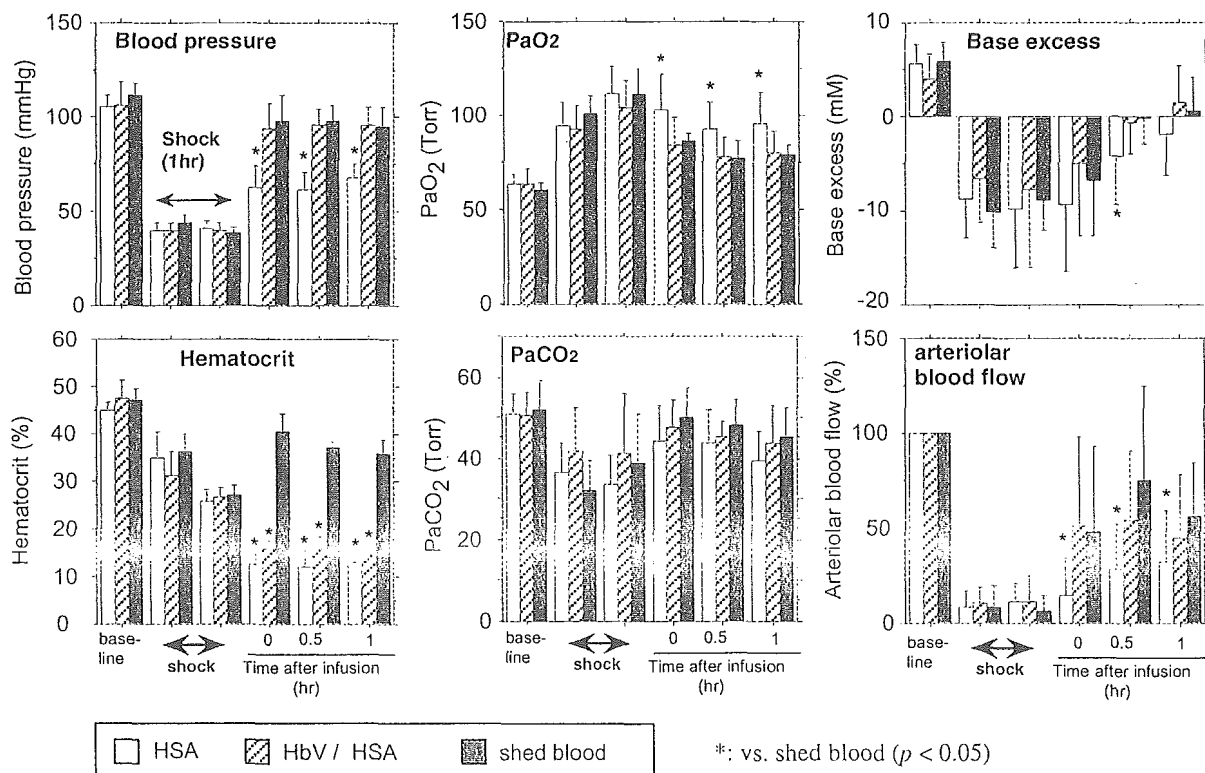 Blood pressure
Blood pressure (mmHg)
150
100
50
0
Shock
(1hr)
*
*
*
PaO2
PaO2 (Torr)
150
100
50
0
*
*
*
Base excess
Base excess (mM)
10
0
-10
-20
*
Hematocrit
Hematocrit (%)
60
50
40
30
20
10
0
*
*
*
*
*
*
base-
line
shock
0
0.5
1
Time after infusion
(hr)
PaCO2
PaCO2 (Torr)
60
40
20
0
base-
line
shock
0
0.5
1
Time after infusion
(hr)
arteriolar
blood flow
Arteriolar blood flow (%)
150
100
50
0
*
*
*
base-
line
shock
0
0.5
1
Time after infusion
(hr)
HSA
HbV / HSA
shed blood
*: vs. shed blood (p < 0.05)